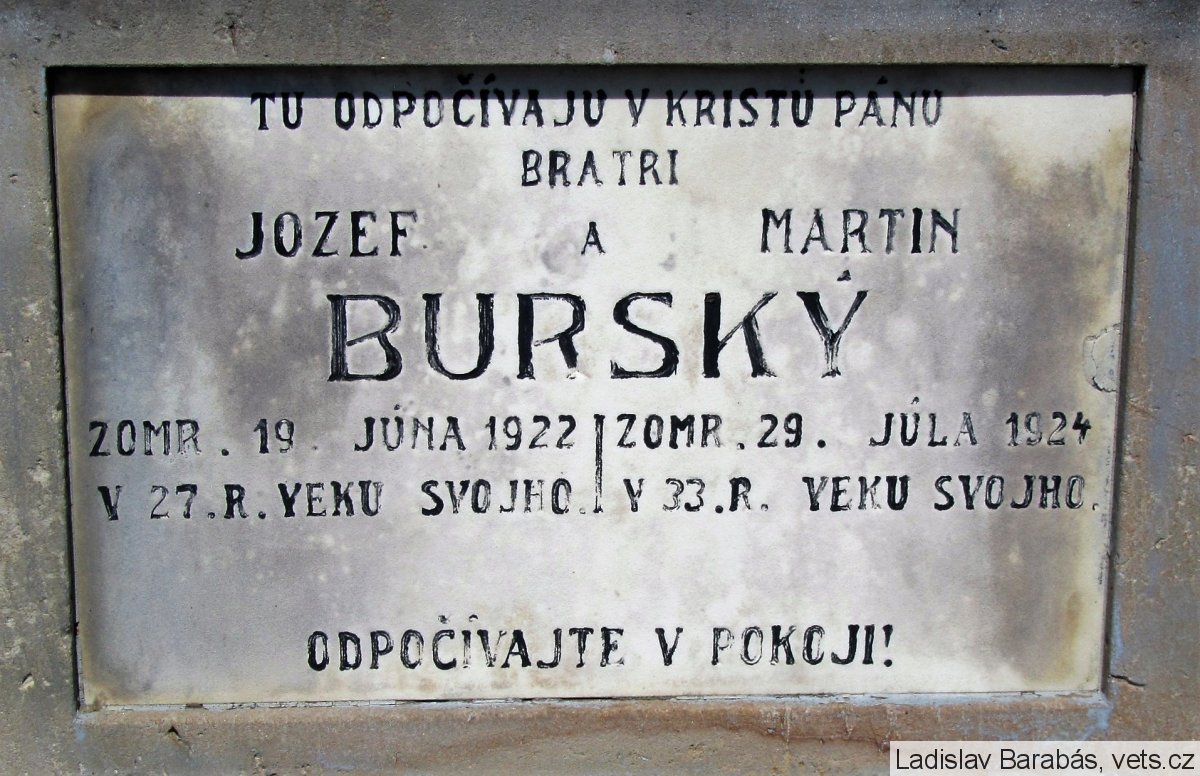 TU ODPOČÍVAJU V KRISTU PÁNU
BRATRI
JOZEF A MARTIN
BURSKÝ
ZOMR. 19. JÚNA 1922
V 27. R. VEKU SVOJHO.
ZOMR. 29. JÚLA 1924
V 33. R. VEKU SVOJHO.
ODPOČÍVAJTE V POKOJI!
Ladislav Barabás, vets.cz